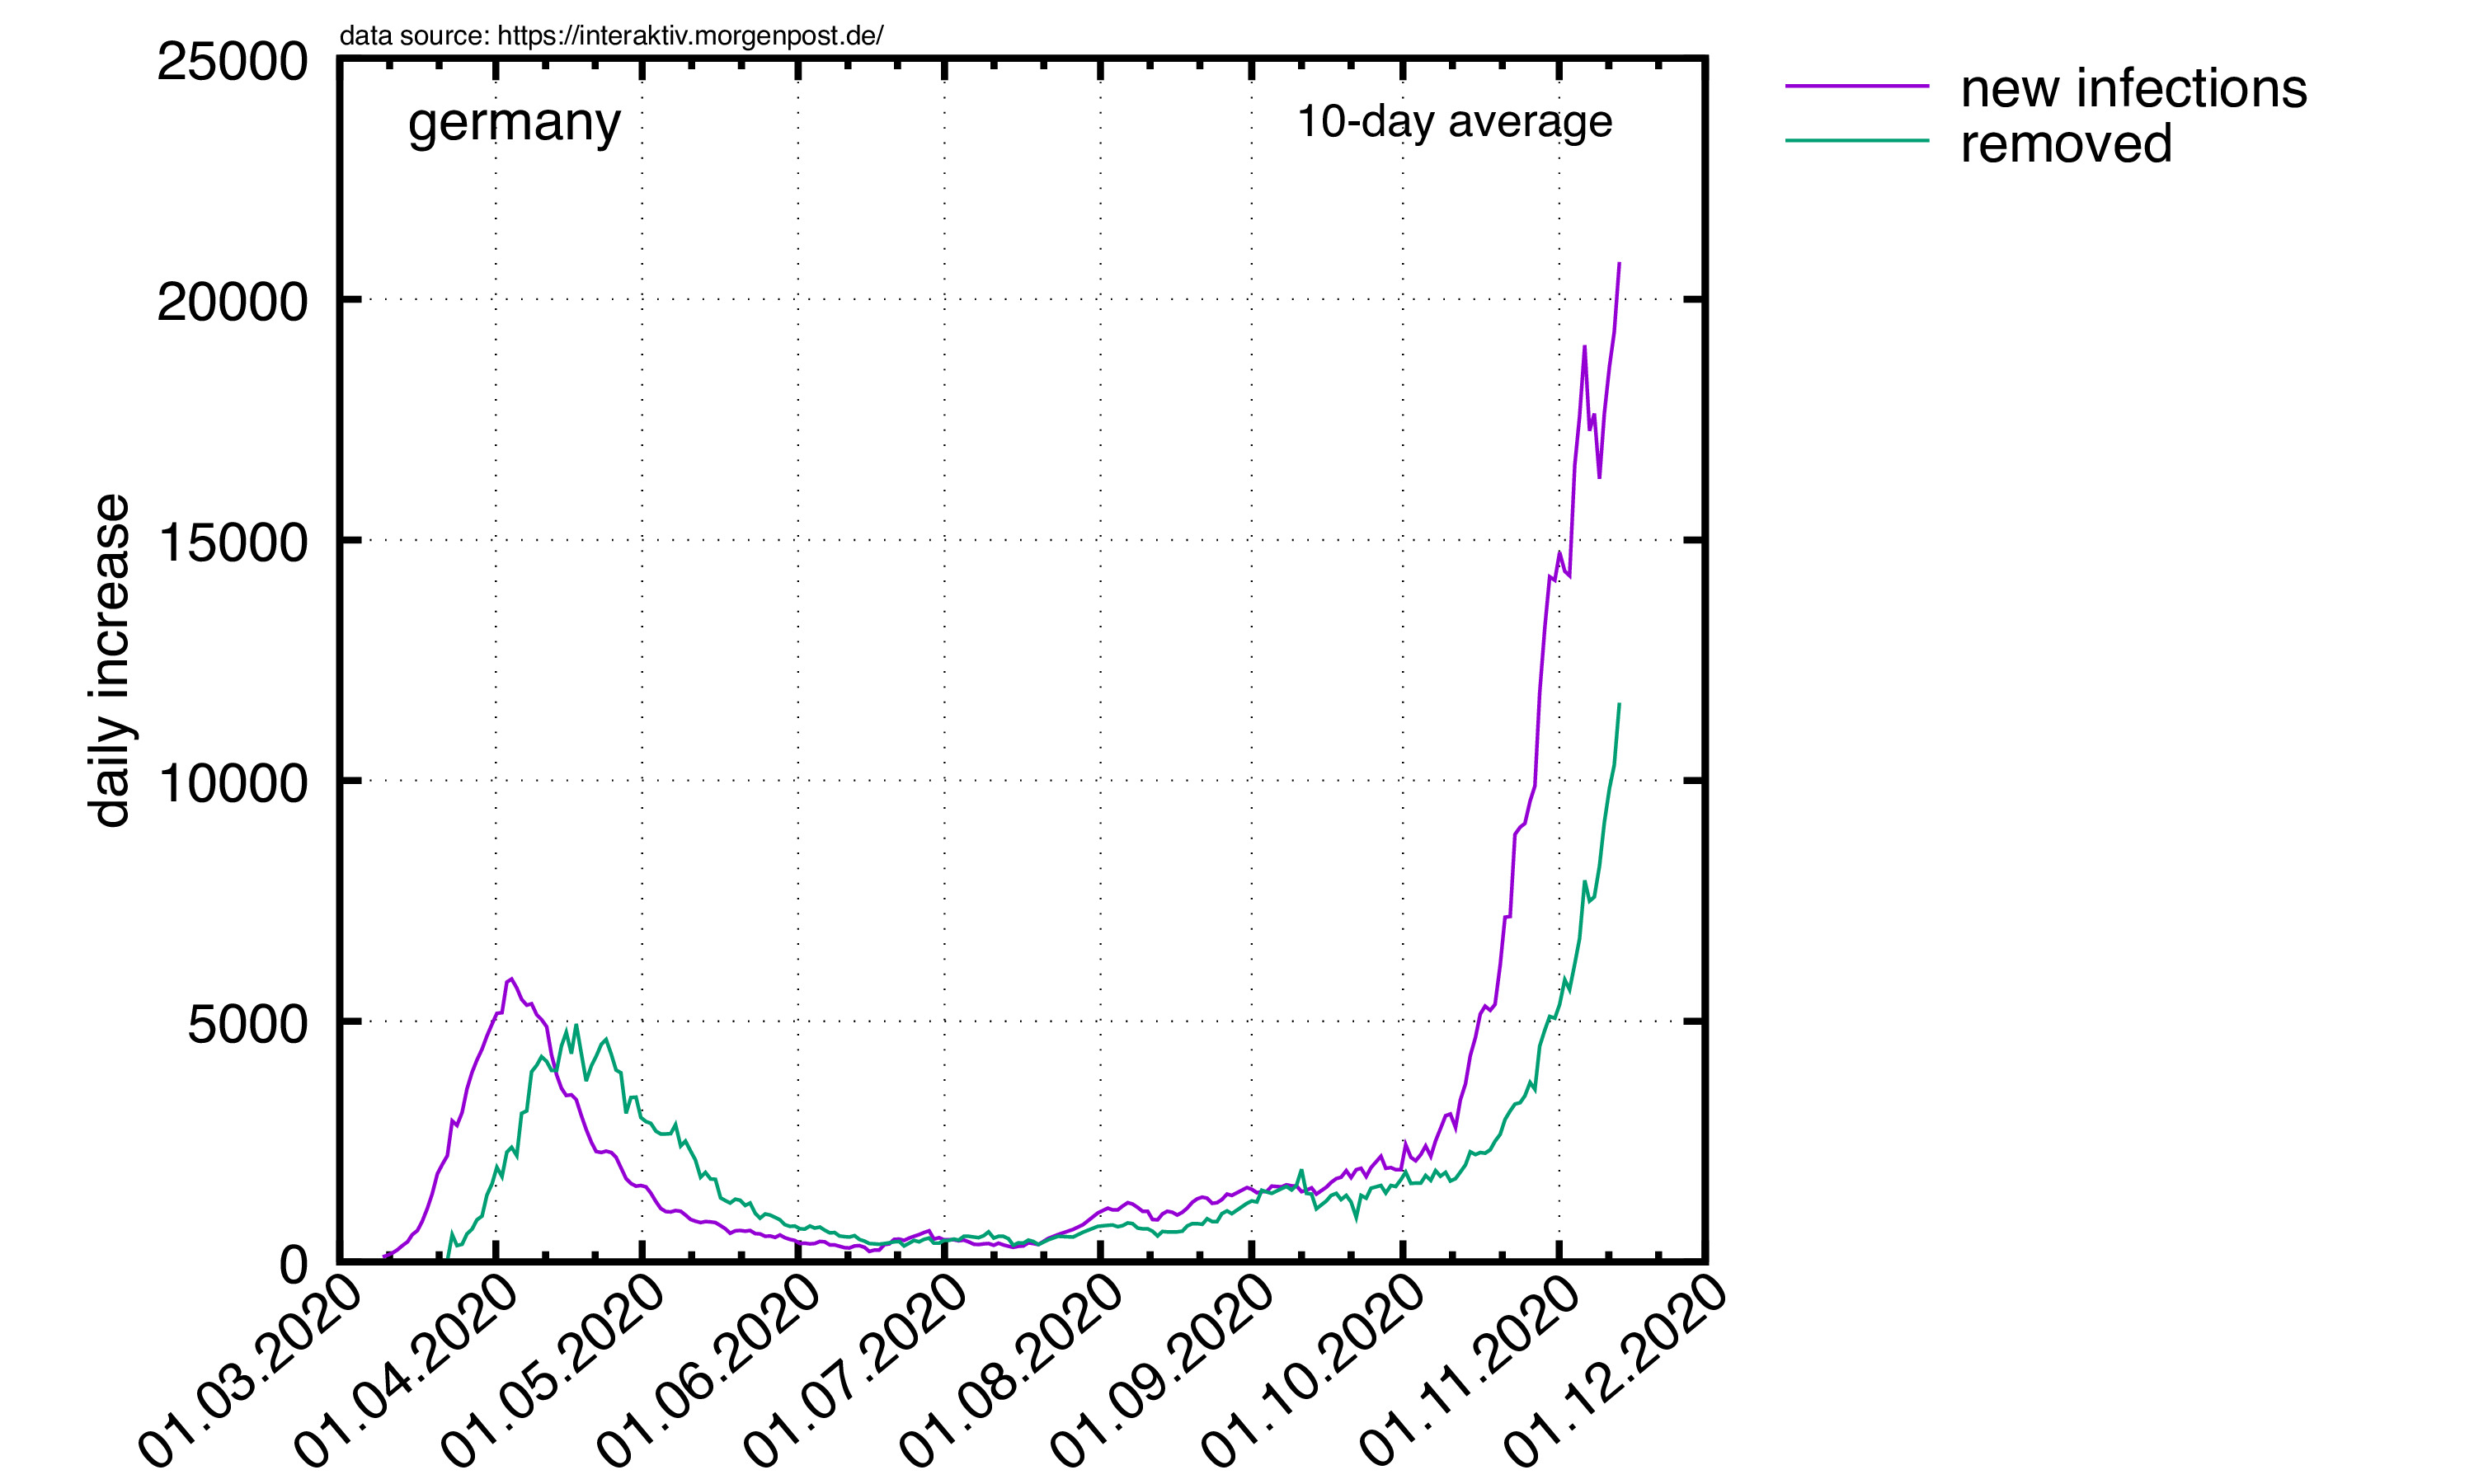 data source: https://interaktiv.morgenpost.de/
germany
10-day average
new infections
removed
daily increase
25000
20000
15000
10000
5000
0
01.03.2020
01.04.2020
01.05.2020
01.06.2020
01.07.2020
01.08.2020
01.09.2020
01.10.2020
01.11.2020
01.12.2020